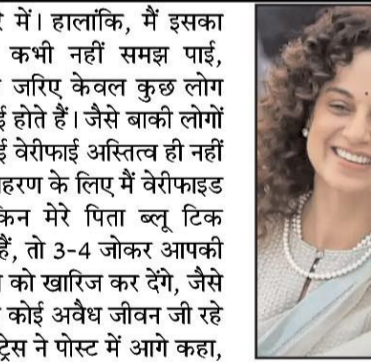 में। हालांकि, मैं इसका
कभी नहीं समझ पाई,
जरिए केवल कुछ लोग
होते हैं। जैसे बाकी लोगों
वेरीफाई अस्तित्व ही नहीं
के लिए मैं वेरीफाइड
मेरे पिता ब्लू टिक
हैं, तो 3-4 जोकर आपकी
को खारिज कर देंगे, जैसे
कोई अवैध जीवन जी रहे
ने पोस्ट में आगे कहा,